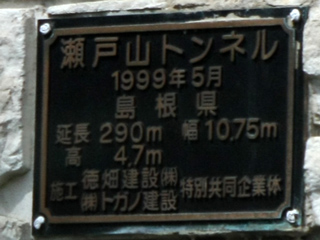 瀬戸山トンネル
1999年5月
島根県
延長 290m 幅 10.75m
高 4.7m
施工 徳畑建設㈱ 特別共同企業体
㈱トガノ建設